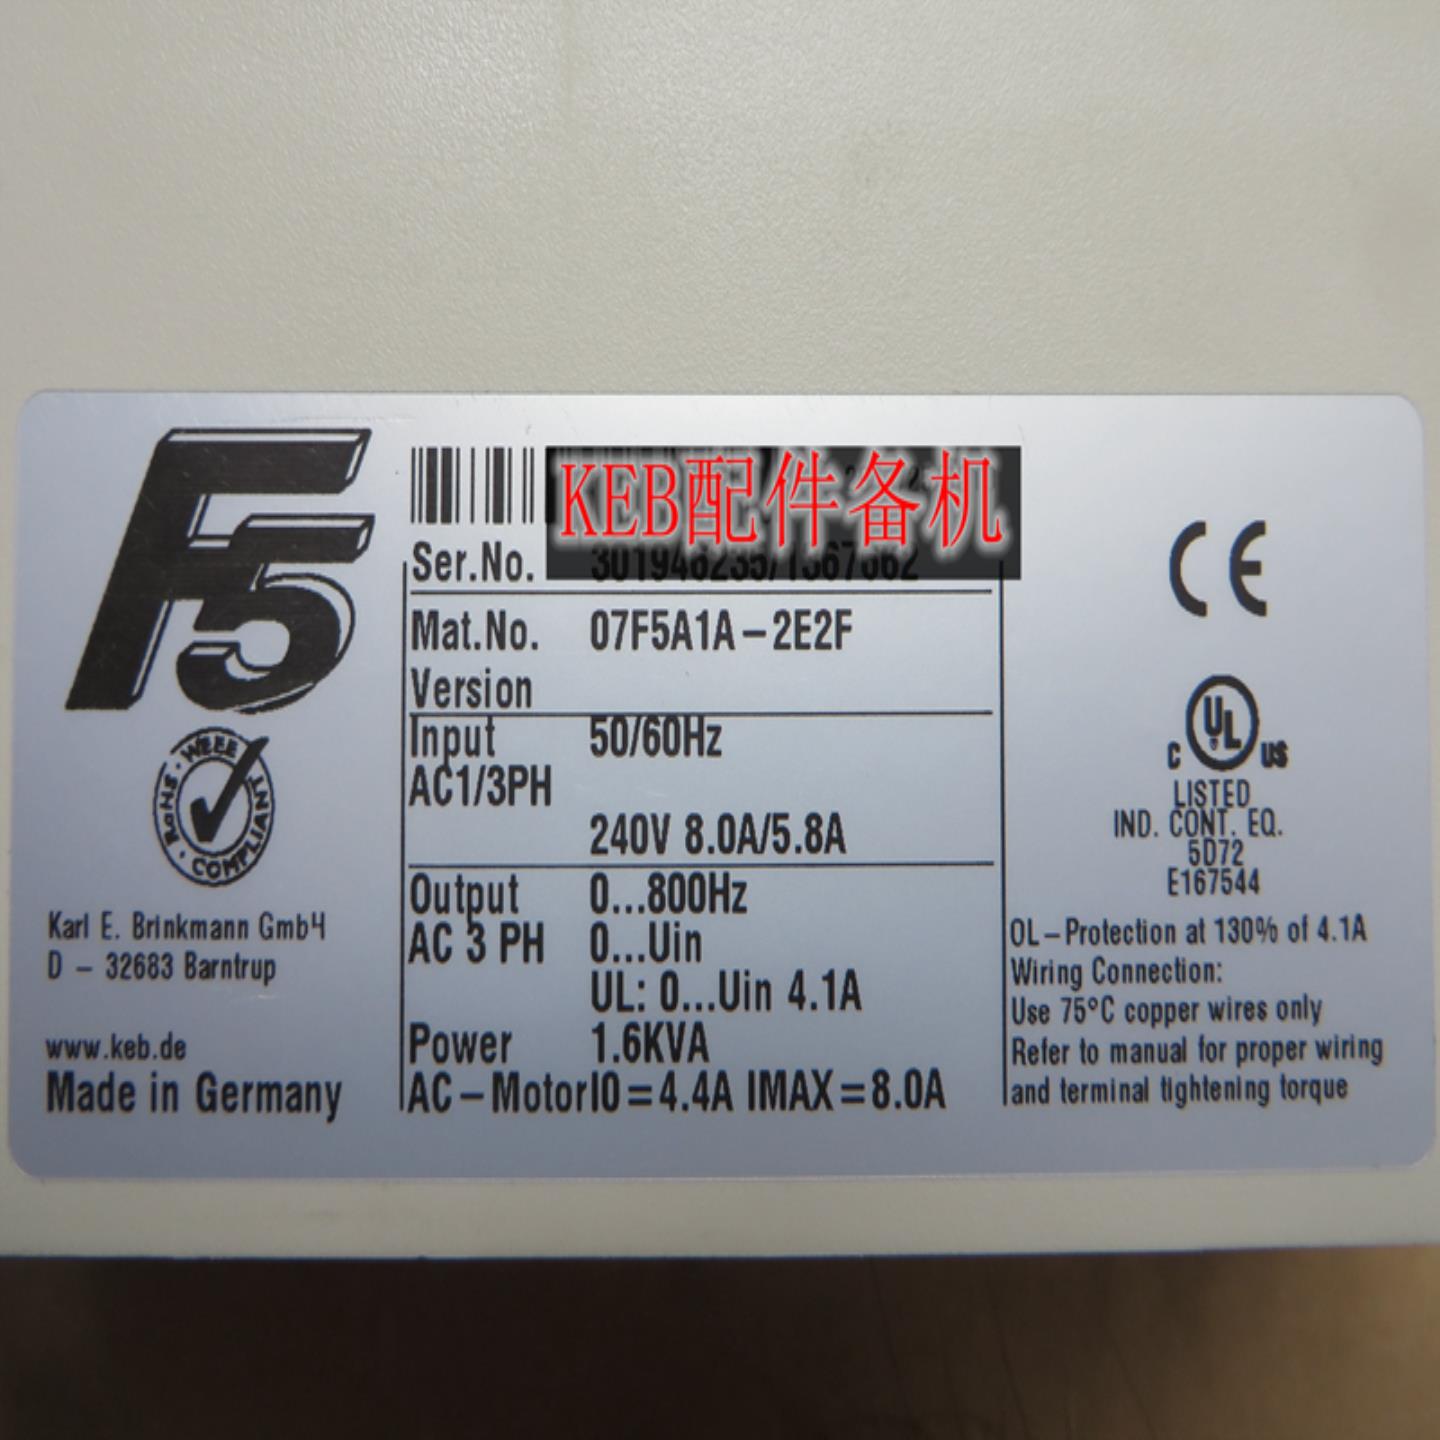 F5
KEB配件备机
Ser.No.
Mat.No. 07F5A1A-2E2F
Version
Input 50/60Hz
AC1/3PH
240V 8.0A/5.8A
Output 0...800Hz
AC 3 PH 0...Uin
UL: 0...Uin 4.1A
Power 1.6KVA
AC-Motor I0=4.4A IMAX=8.0A
RoHS · WEEE
COMPLIANT
Karl E. Brinkmann GmbH
D - 32683 Barntrup
www.keb.de
Made in Germany
CE
C UL US
LISTED
IND. CONT. EQ.
5D72
E167544
OL-Protection at 130% of 4.1A
Wiring Connection:
Use 75°C copper wires only
Refer to manual for proper wiring
and terminal tightening torque